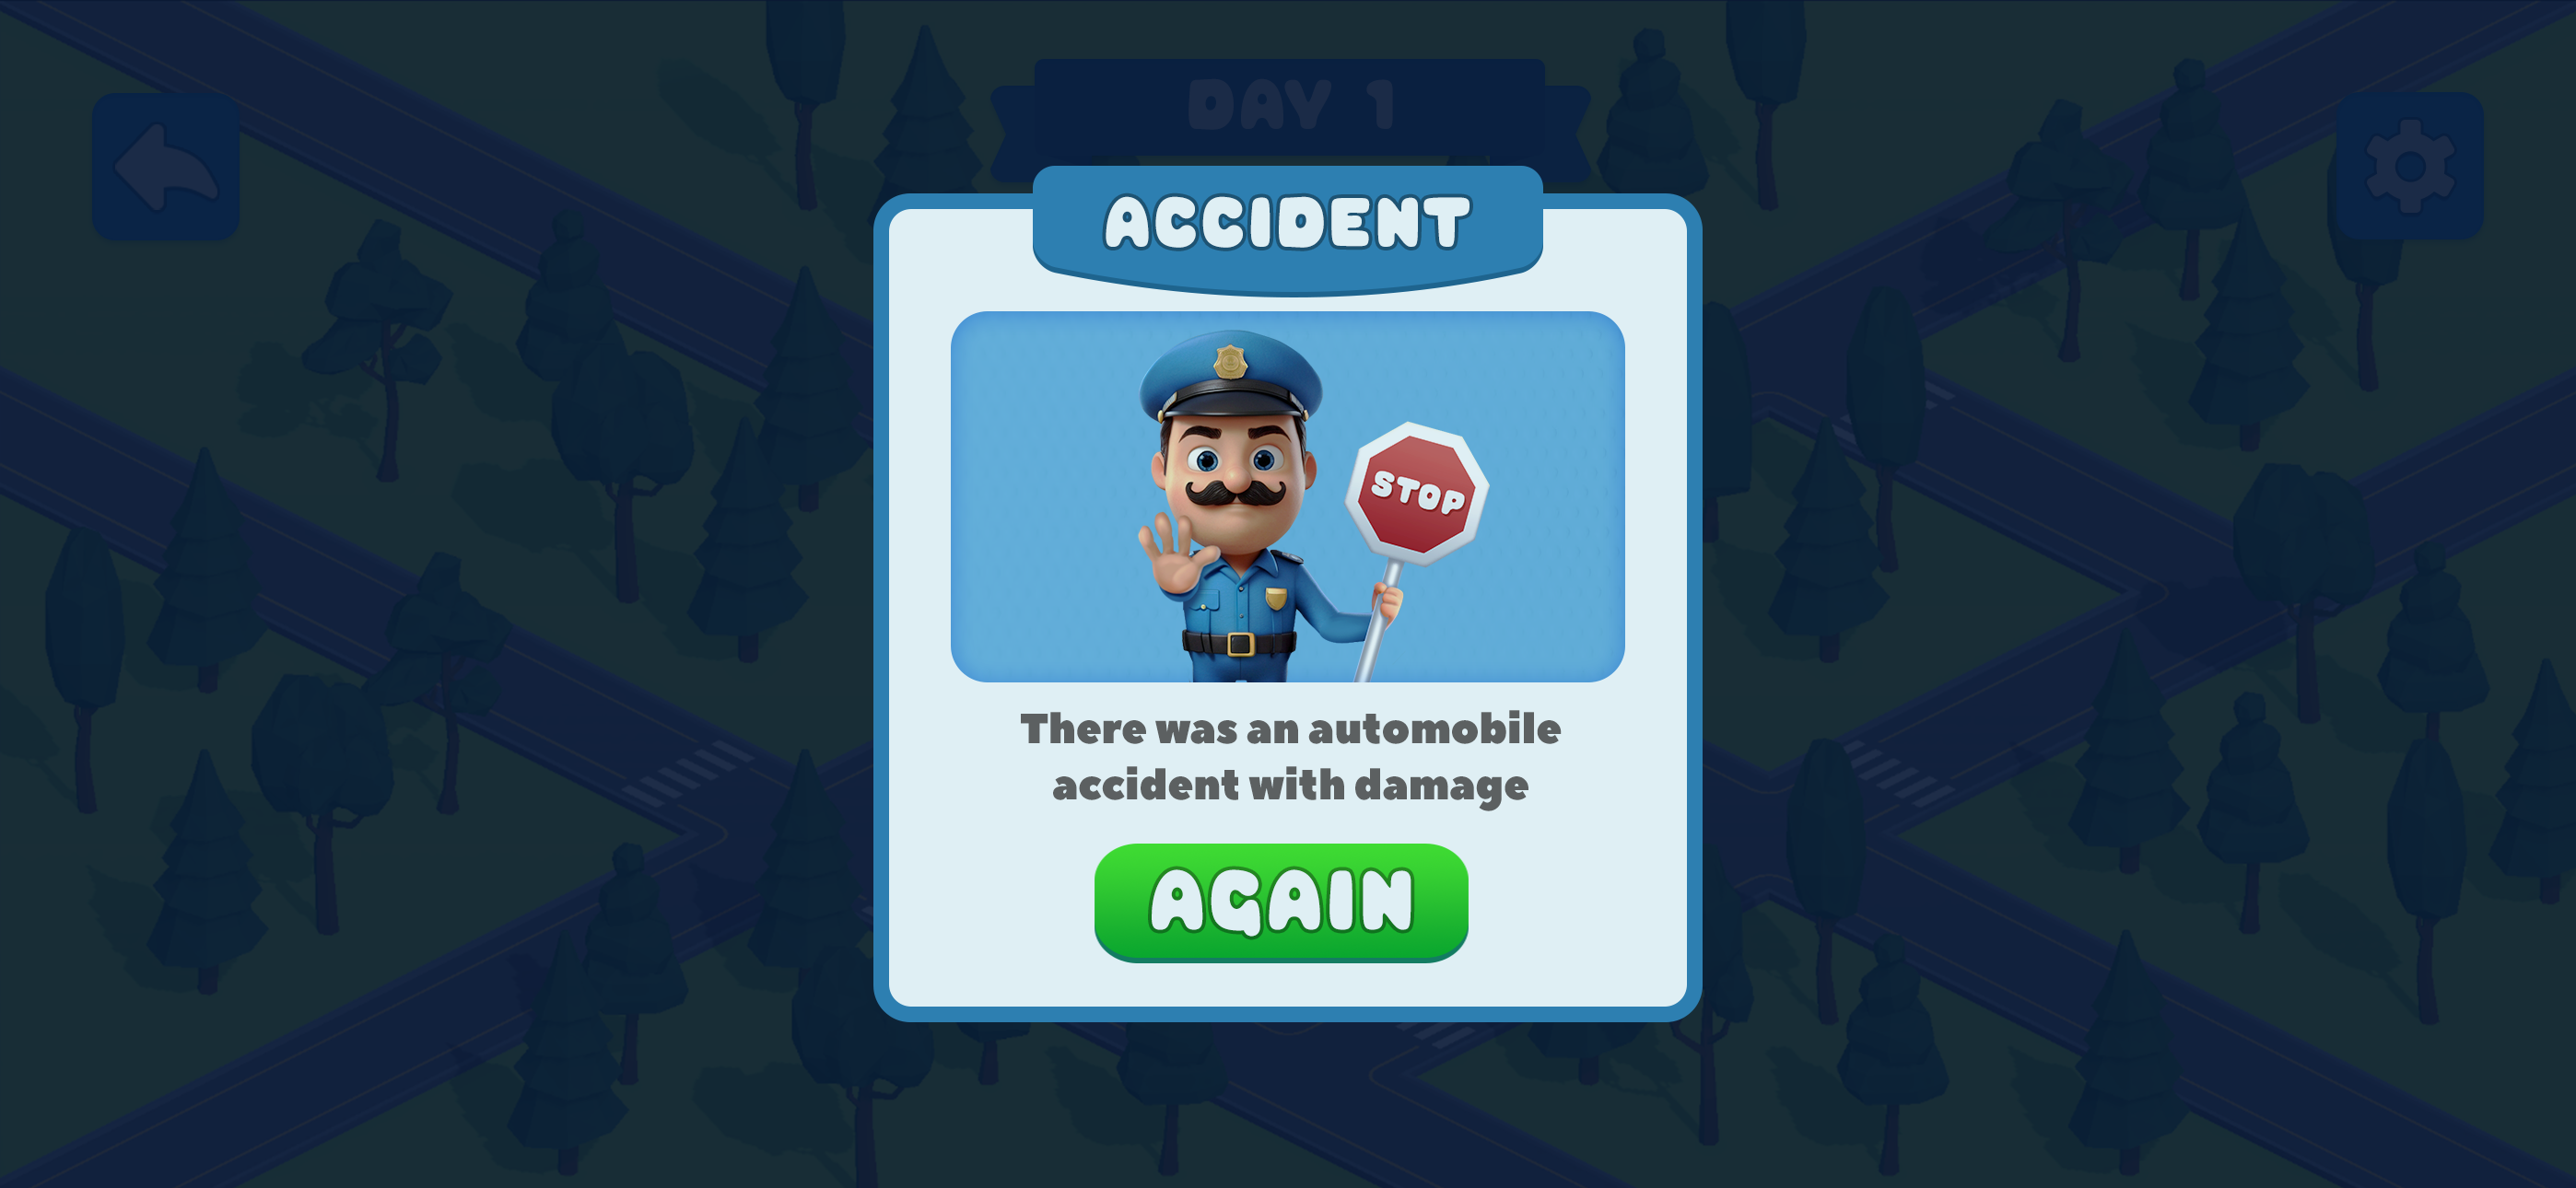 DAY 1
ACCIDENT
STOP
There was an automobile
accident with damage
AGAIN